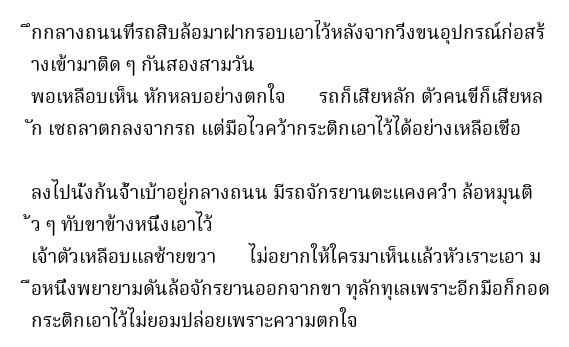 ึกกลางถนนที่รถสิบล้อมาฝากรอบเอาไว้หลังจากวิ่งขนอุปกรณ์ก่อสร้
างเข้ามาติด ๆ กันสองสามวัน
พอเหลือบเห็น หักหลบอย่างตกใจ รถก็เสียหลัก ตัวคนขี่ก็เสียหล
ัก เซถลาตกลงจากรถ แต่มือไวคว้ากระติกเอาไว้ได้อย่างเหลือเชื่อ
ลงไปนั่งก้นจ้ำเบ้าอยู่กลางถนน มีรถจักรยานตะแคงคว่ำ ล้อหมุนติ
้ว ๆ ทับขาข้างหนึ่งเอาไว้
เจ้าตัวเหลือบแลซ้ายขวา ไม่อยากให้ใครมาเห็นแล้วหัวเราะเอา ม
ือหนึ่งพยายามดันล้อจักรยานออกจากขา ทุลักทุเลเพราะอีกมือก็กอด
กระติกเอาไว้ไม่ยอมปล่อยเพราะความตกใจ